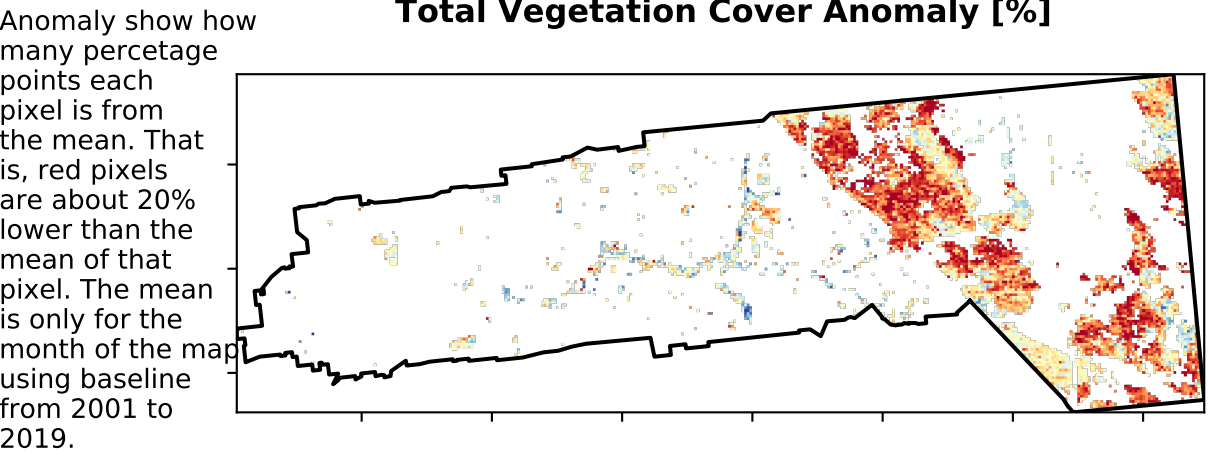 Total Vegetation Cover Anomaly [%]
Anomaly show how
many percetage
points each
pixel is from
the mean. That
is, red pixels
are about 20%
lower than the
mean of that
pixel. The mean
is only for the
month of the map
using baseline
from 2001 to
2019.